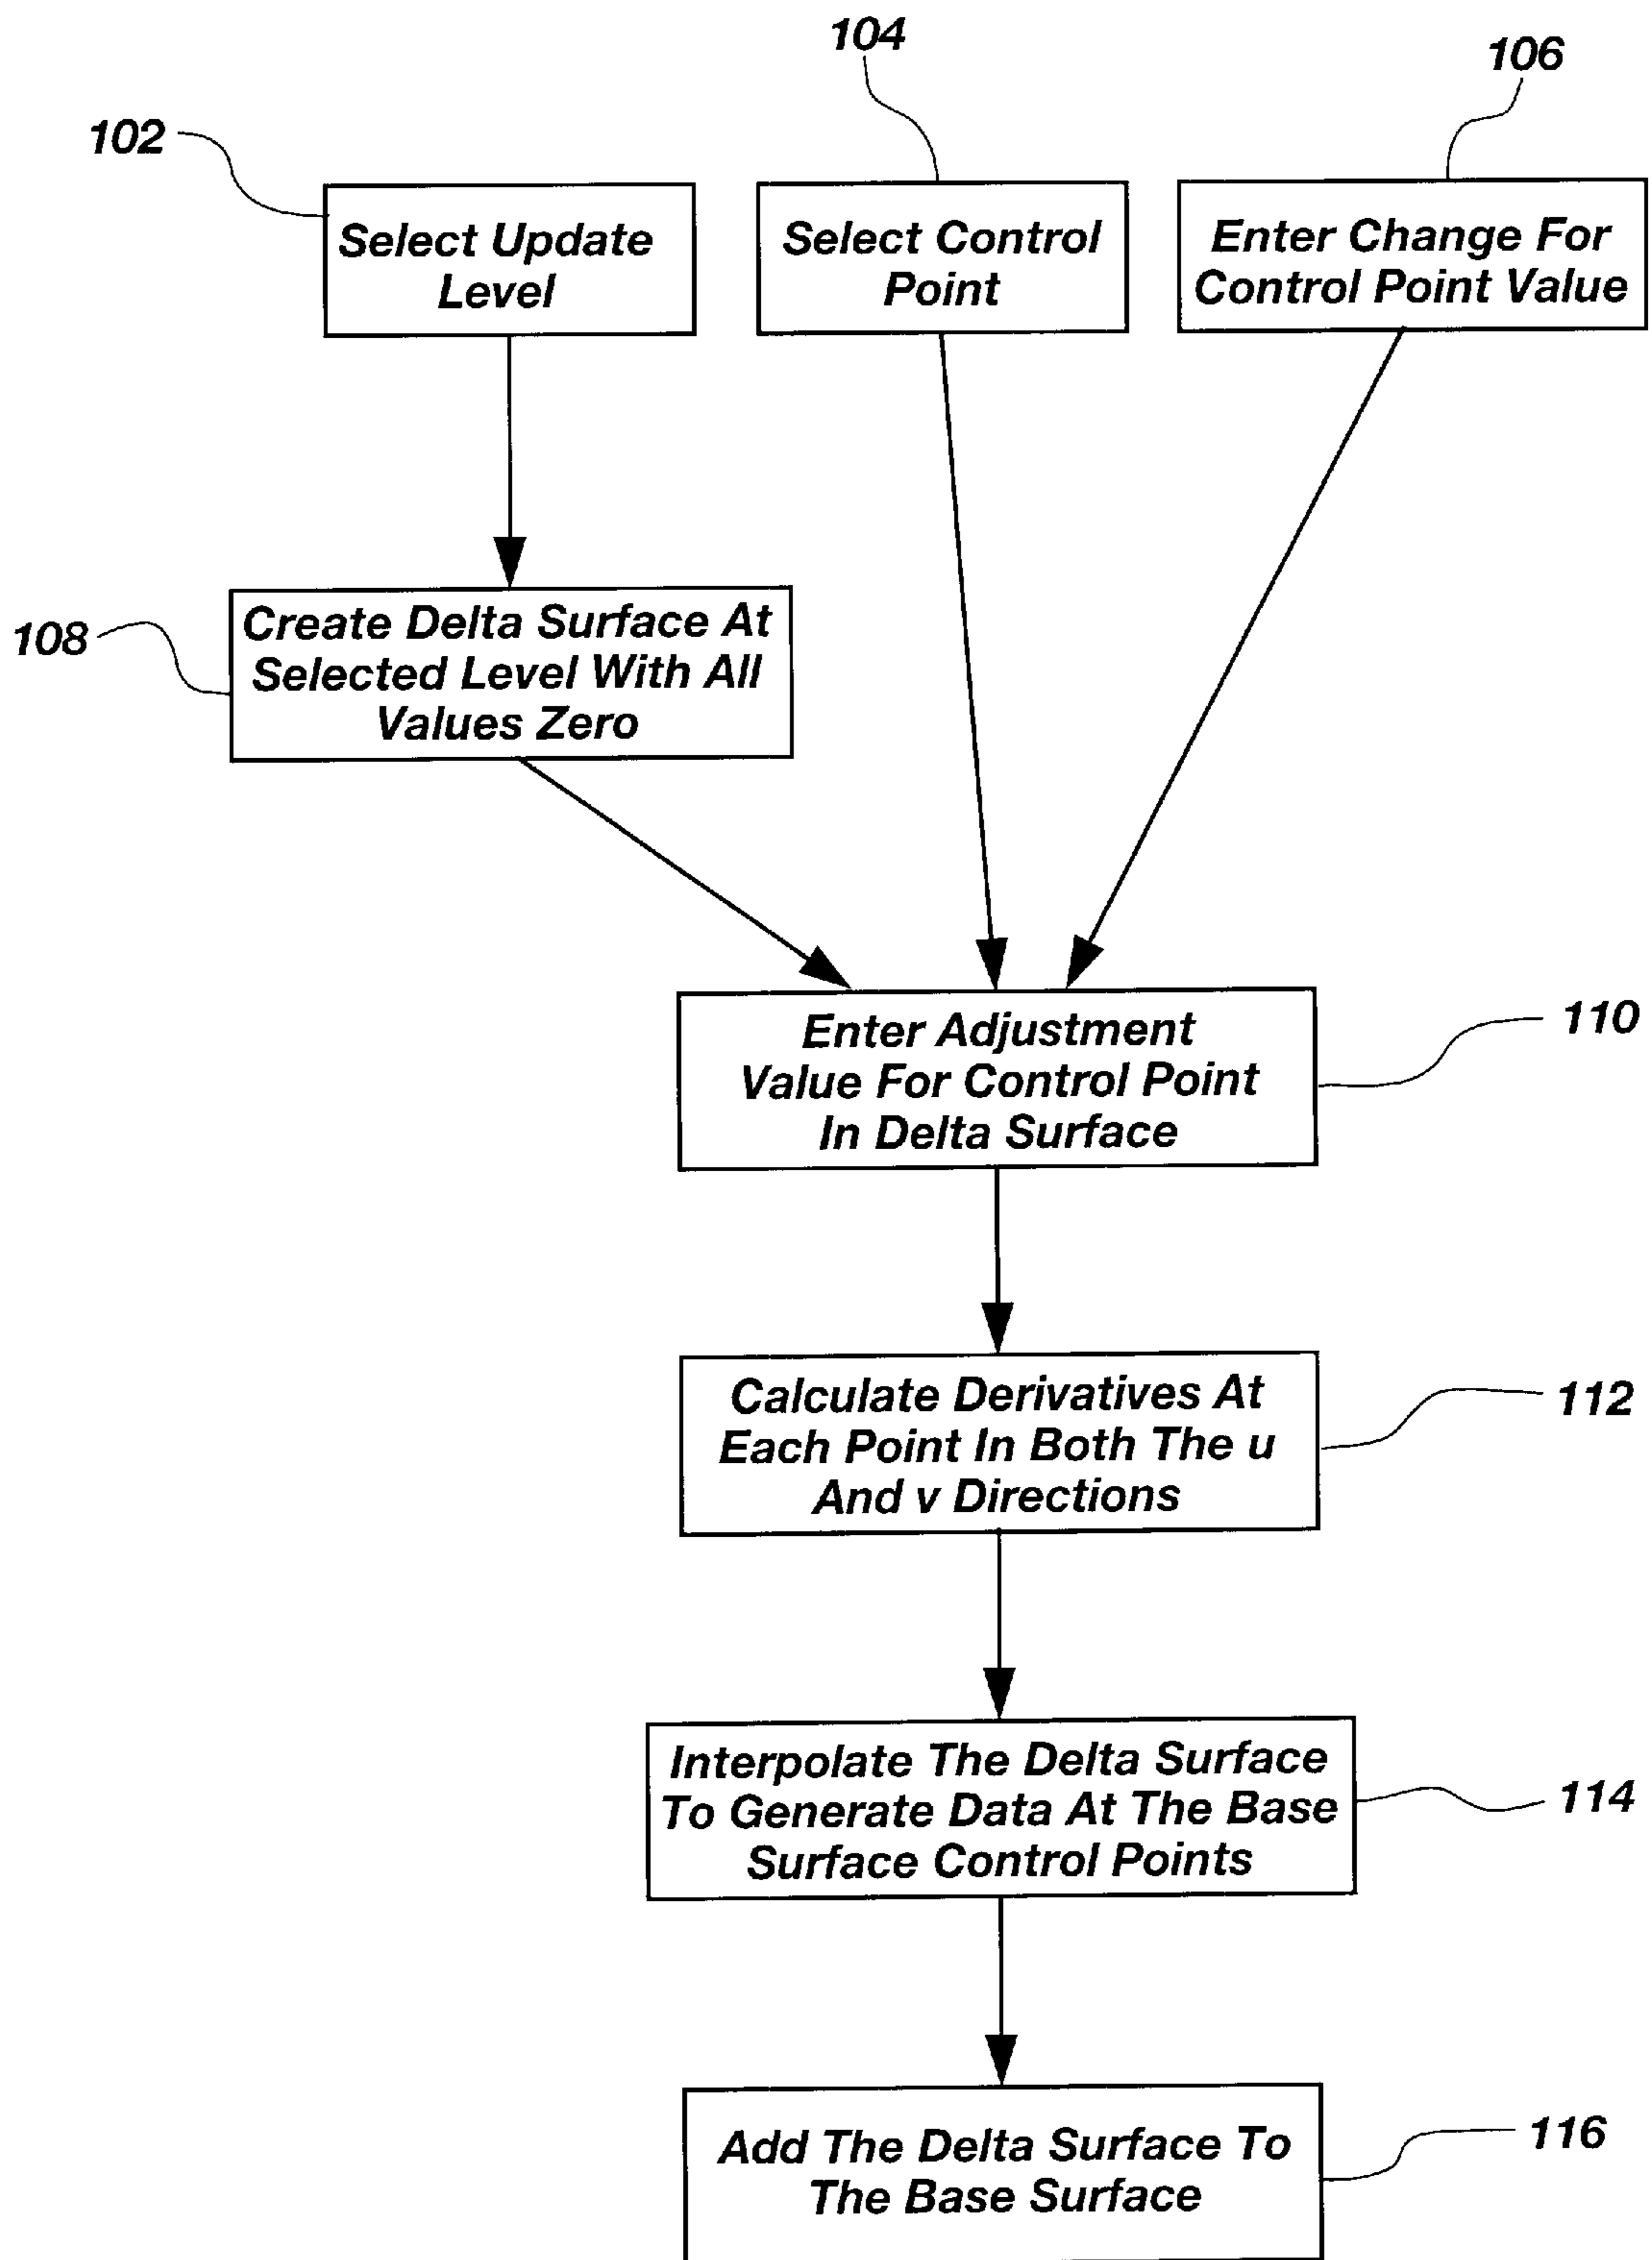 104
106
102
Select Update
Level
Select Control
Point
Enter Change For
Control Point Value
108
Create Delta Surface At
Selected Level With All
Values Zero
Enter Adjustment
Value For Control Point
In Delta Surface
110
Calculate Derivatives At
Each Point In Both The u
And v Directions
112
Interpolate The Delta Surface
To Generate Data At The Base
Surface Control Points
114
Add The Delta Surface To
The Base Surface
116